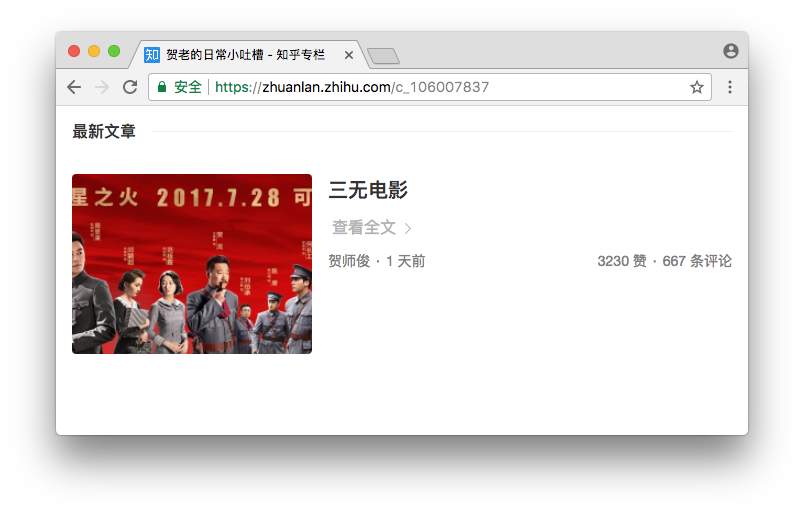 知 贺老的日常小吐槽 - 知乎专栏
安全 https://zhuanlan.zhihu.com/c_106007837
最新文章
星之火 2017.7.28 可
三无电影
查看全文
贺师俊 · 1 天前
3230 赞 · 667 条评论